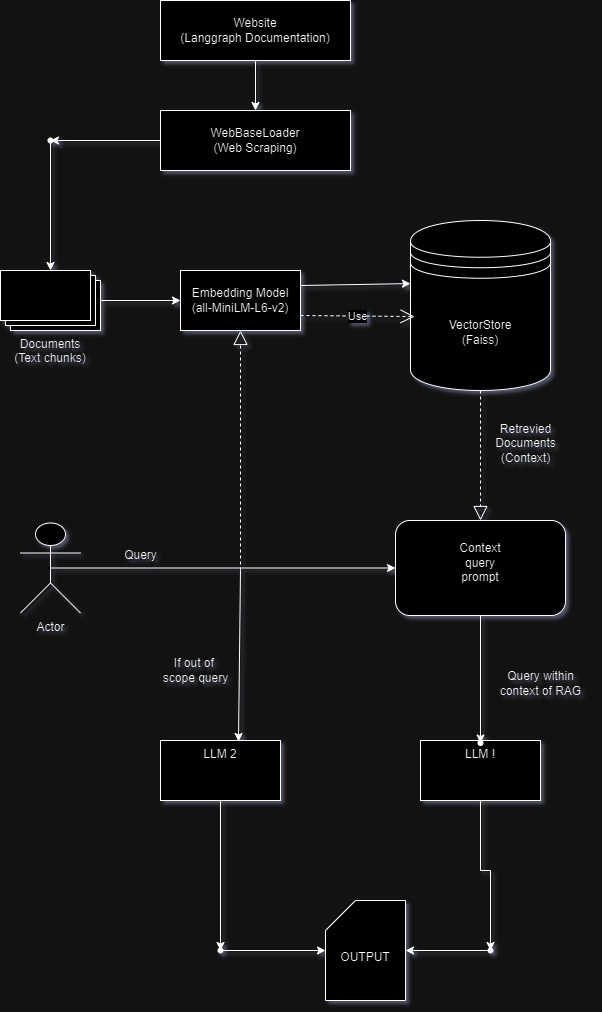 Website
(Langgraph Documentation)
WebBaseLoader
(Web Scraping)
Embedding Model
(all-MiniLM-L6-v2)
Use
VectorStore
(Faiss)
Documents
(Text chunks)
Retrevied
Documents
(Context)
Query
Context
query
prompt
Actor
If out of
scope query
Query within
context of RAG
LLM 2
LLM !
OUTPUT